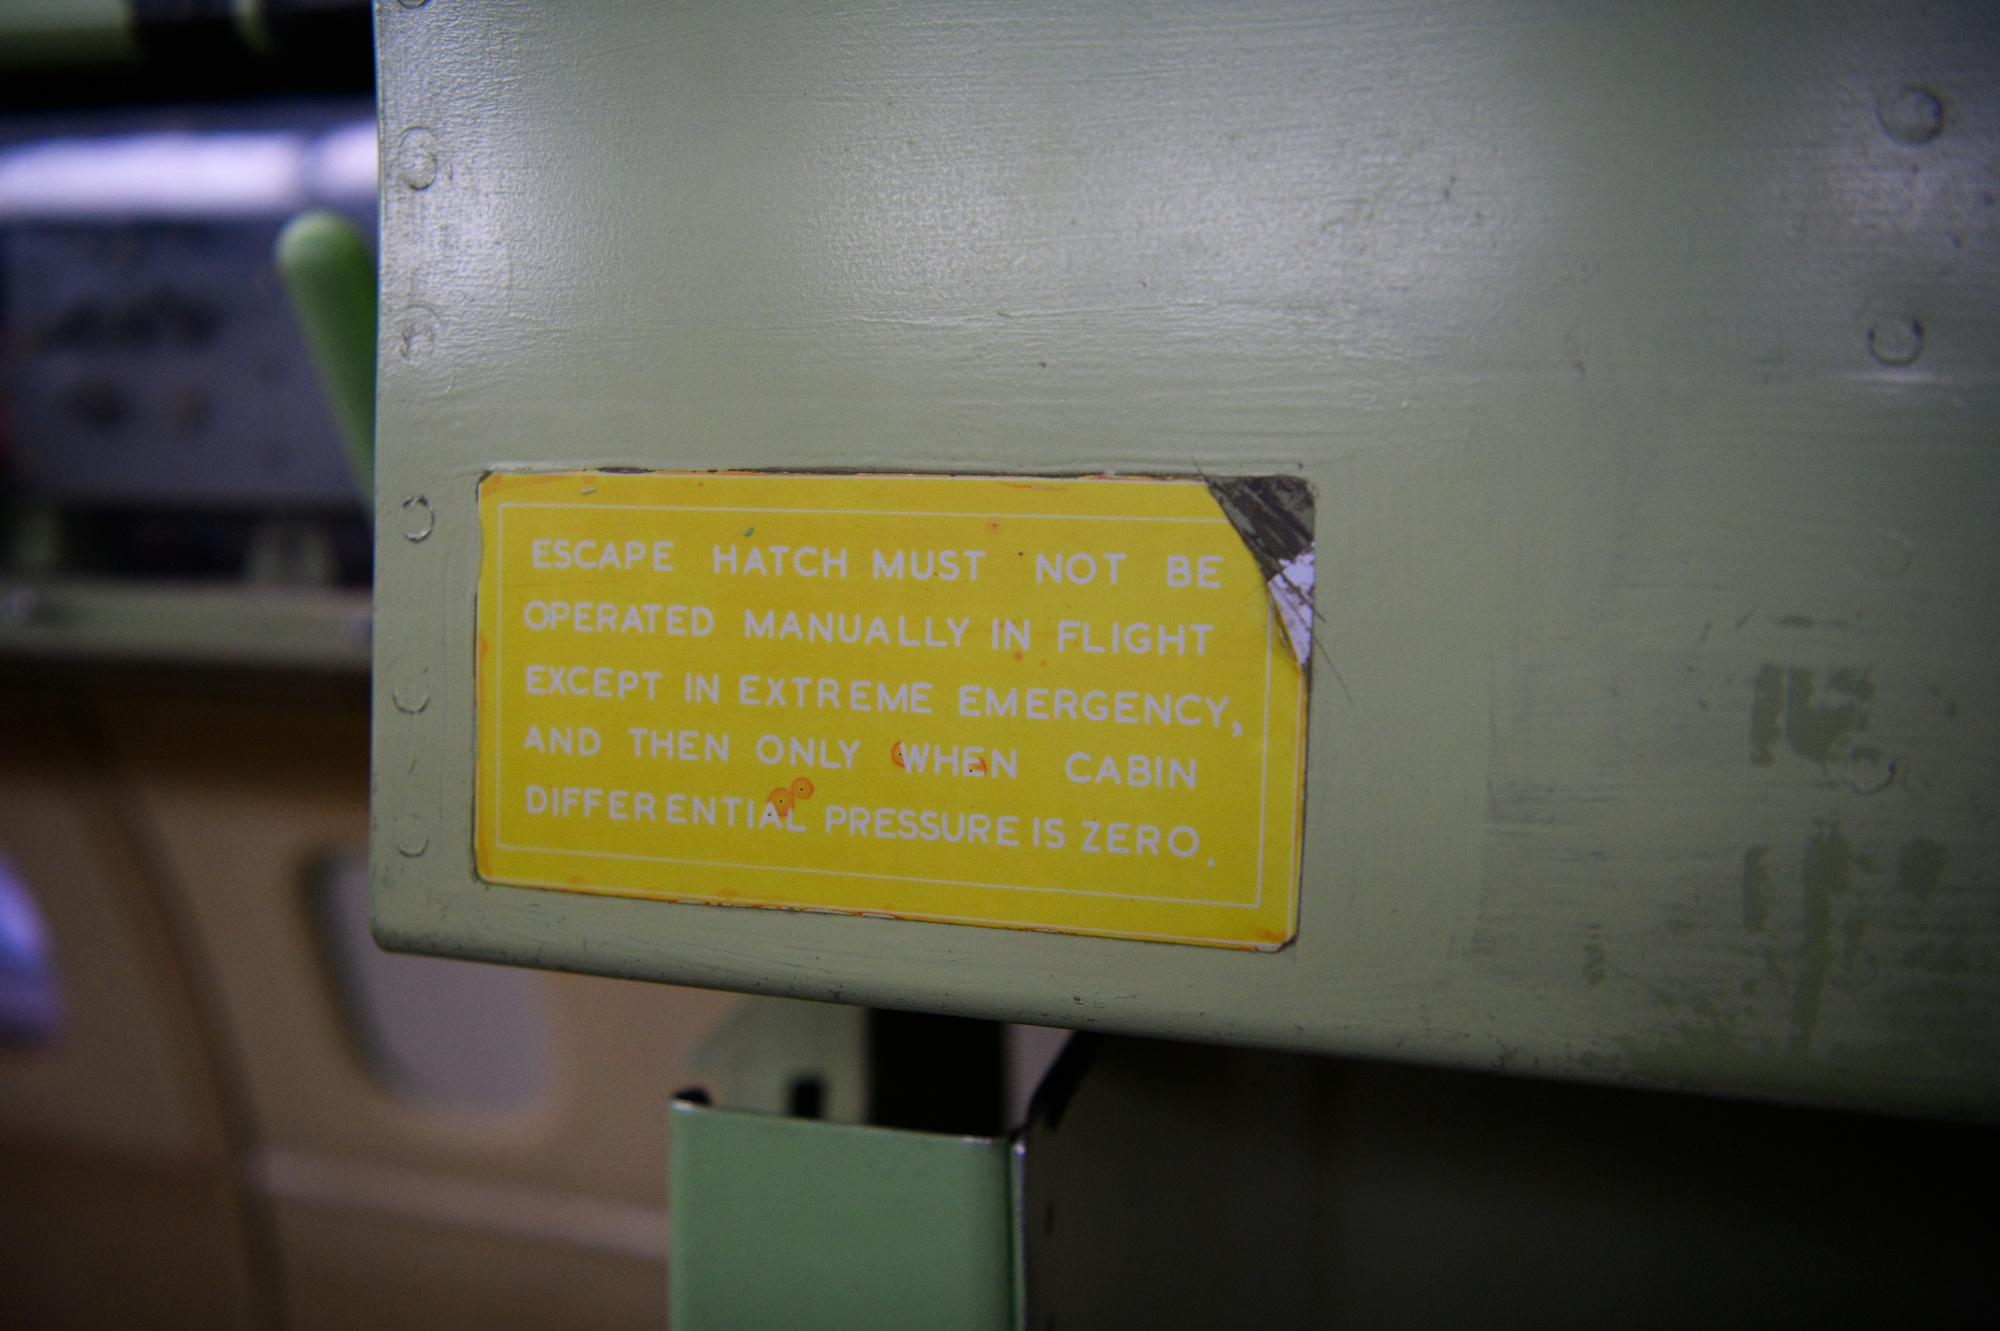 ESCAPE HATCH MUST NOT BE
OPERATED MANUALLY IN FLIGHT
EXCEPT IN EXTREME EMERGENCY,
AND THEN ONLY WHEN CABIN
DIFFERENTIAL PRESSURE IS ZERO.